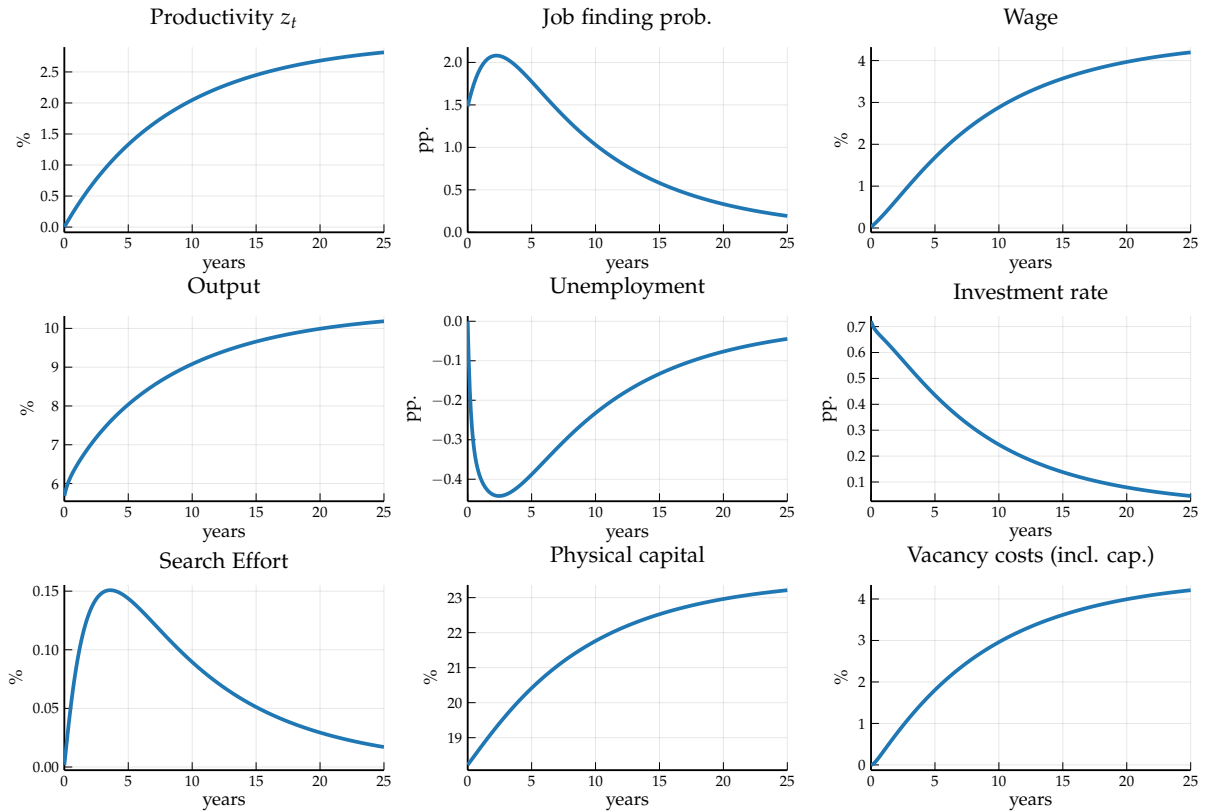 Productivity z_t
%
2.5
2.0
1.5
1.0
0.5
0.0
0 5 10 15 20 25
years
Job finding prob.
pp.
2.0
1.5
1.0
0.5
0.0
0 5 10 15 20 25
years
Wage
%
4
3
2
1
0
0 5 10 15 20 25
years
Output
%
10
9
8
7
6
0 5 10 15 20 25
years
Unemployment
pp.
0.0
−0.1
−0.2
−0.3
−0.4
0 5 10 15 20 25
years
Investment rate
pp.
0.7
0.6
0.5
0.4
0.3
0.2
0.1
0 5 10 15 20 25
years
Search Effort
%
0.15
0.10
0.05
0.00
0 5 10 15 20 25
years
Physical capital
%
23
22
21
20
19
0 5 10 15 20 25
years
Vacancy costs (incl. cap.)
%
4
3
2
1
0
0 5 10 15 20 25
years